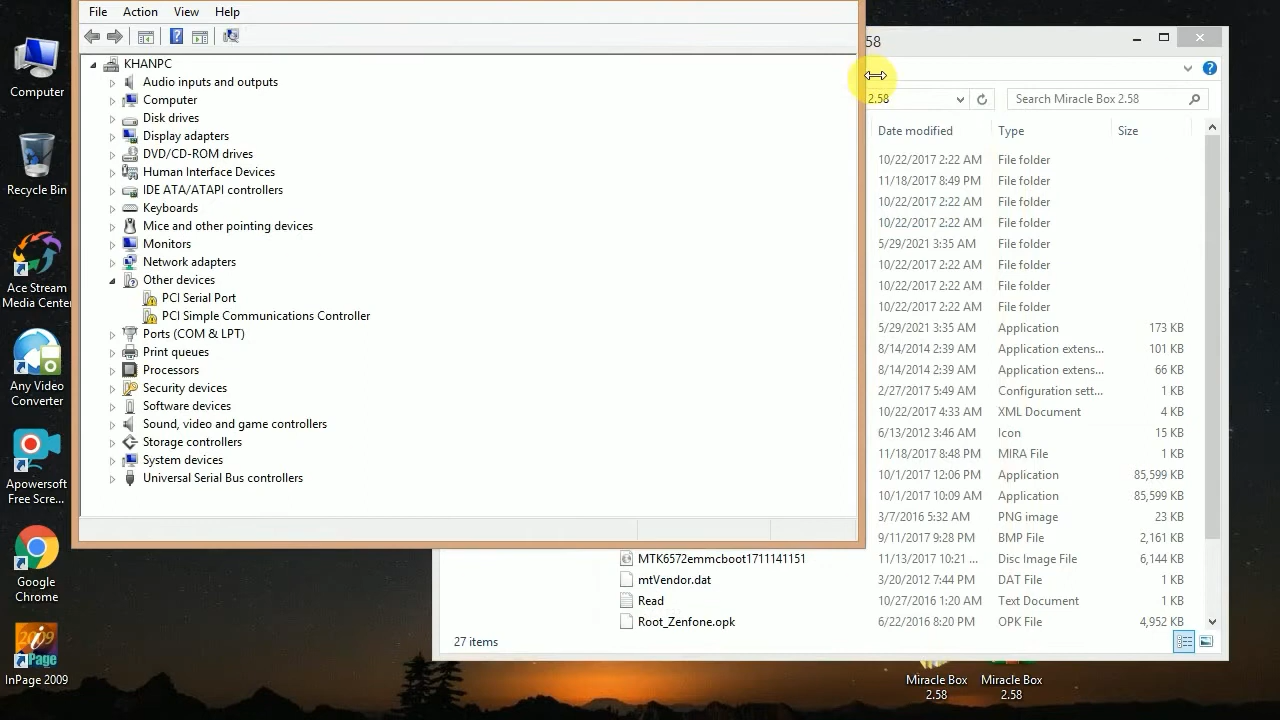 File Action View Help
KHANPC
Audio inputs and outputs
Computer
Disk drives
Display adapters
DVD/CD-ROM drives
Human Interface Devices
IDE ATA/ATAPI controllers
Keyboards
Mice and other pointing devices
Monitors
Network adapters
Other devices
PCI Serial Port
PCI Simple Communications Controller
Ports (COM & LPT)
Print queues
Processors
Security devices
Software devices
Sound, video and game controllers
Storage controllers
System devices
Universal Serial Bus controllers
58
2.58 Search Miracle Box 2.58
Date modified Type Size
10/22/2017 2:22 AM File folder
11/18/2017 8:49 PM File folder
10/22/2017 2:22 AM File folder
10/22/2017 2:22 AM File folder
5/29/2021 3:35 AM File folder
10/22/2017 2:22 AM File folder
10/22/2017 2:22 AM File folder
10/22/2017 2:22 AM File folder
5/29/2021 3:35 AM Application 173 KB
8/14/2014 2:39 AM Application extens... 101 KB
8/14/2014 2:39 AM Application extens... 66 KB
2/27/2017 5:49 AM Configuration sett... 1 KB
10/22/2017 4:33 AM XML Document 4 KB
6/13/2012 3:46 AM Icon 15 KB
11/18/2017 8:48 PM MIRA File 1 KB
10/1/2017 12:06 PM Application 85,599 KB
10/1/2017 10:09 AM Application 85,599 KB
3/7/2016 5:32 AM PNG image 23 KB
9/11/2017 9:28 PM BMP File 2,161 KB
MTK6572emmcboot1711141151 11/13/2017 10:21 ... Disc Image File 6,144 KB
mtVendor.dat 3/20/2012 7:44 PM DAT File 1 KB
Read 10/27/2016 1:20 AM Text Document 1 KB
Root_Zenfone.opk 6/22/2016 8:20 PM OPK File 4,952 KB
27 items
Computer
Recycle Bin
Ace Stream
Media Center
Any Video
Converter
Apowersoft
Free Scre...
Google
Chrome
2009
Page
InPage 2009
Miracle Box
2.58
Miracle Box
2.58